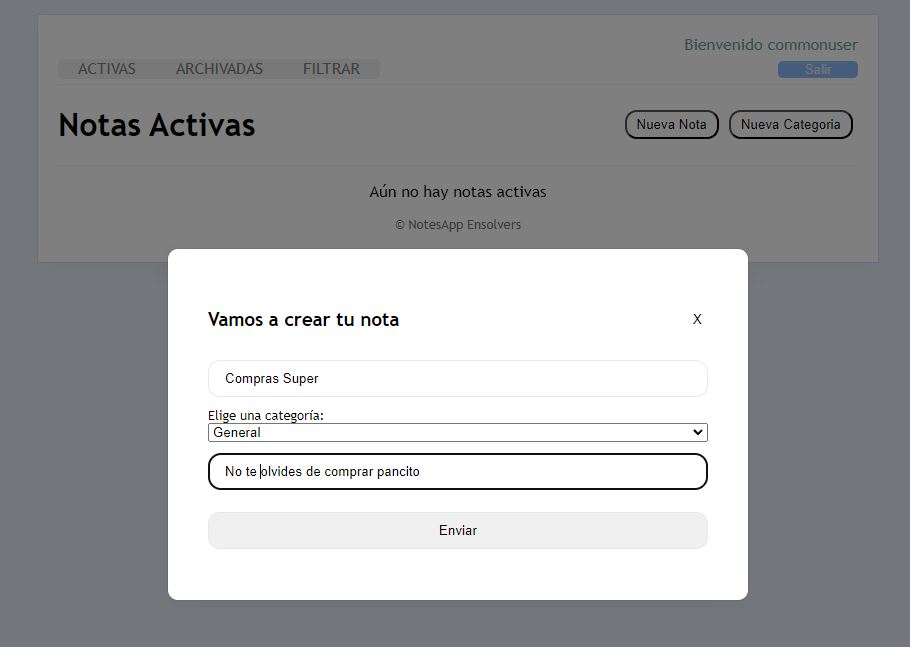 Bienvenido commonuser
ACTIVAS ARCHIVADAS FILTRAR Salir
Notas Activas Nueva Nota Nueva Categoria
Aún no hay notas activas
© NotesApp Ensolvers
Vamos a crear tu nota X
Compras Super
Elige una categoría:
General
No te olvides de comprar pancito
Enviar